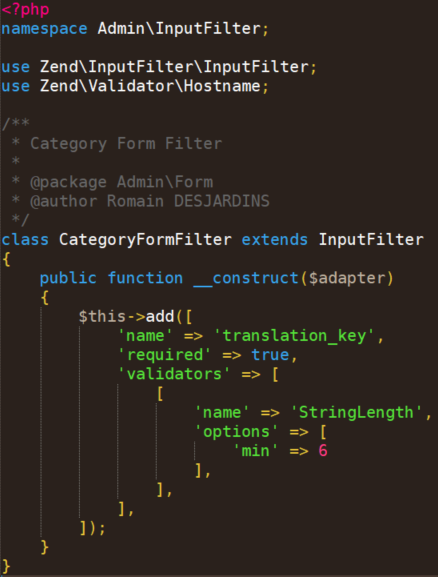 <?php
namespace Admin\InputFilter;
use Zend\InputFilter\InputFilter;
use Zend\Validator\Hostname;
/**
 * Category Form Filter
 *
 * @package Admin\Form
 * @author Romain DESJARDINS
 */
class CategoryFormFilter extends InputFilter
{
    public function __construct($adapter)
    {
        $this->add([
            'name' => 'translation_key',
            'required' => true,
            'validators' => [
                [
                    'name' => 'StringLength',
                    'options' => [
                        'min' => 6
                    ],
                ],
            ],
        ]);
    }
}